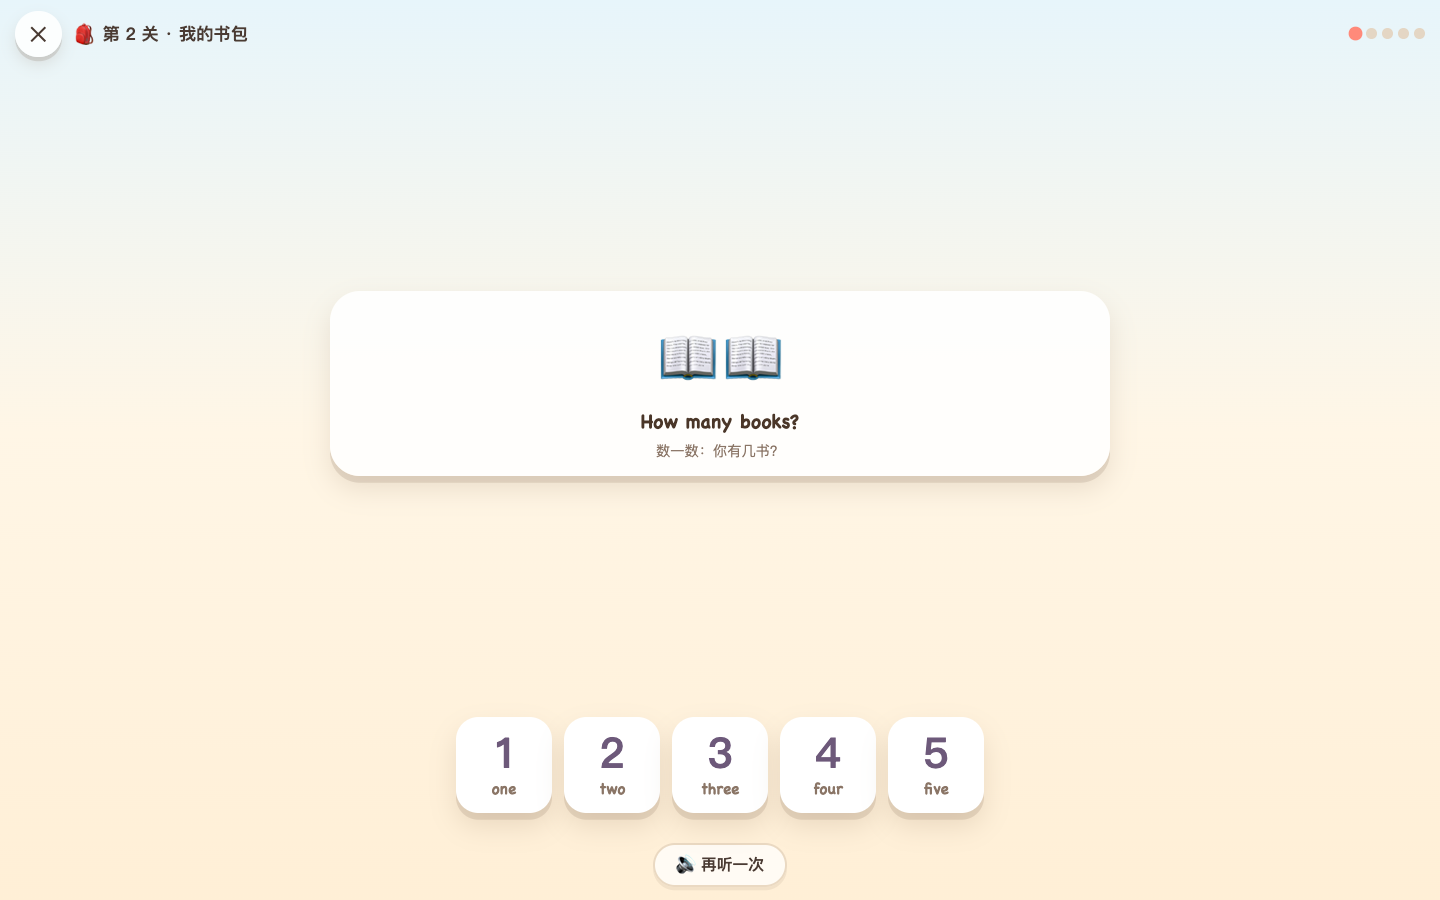 第 2 关 · 我的书包
How many books?
数一数：你有几书？
1
one
2
two
3
three
4
four
5
five
再听一次